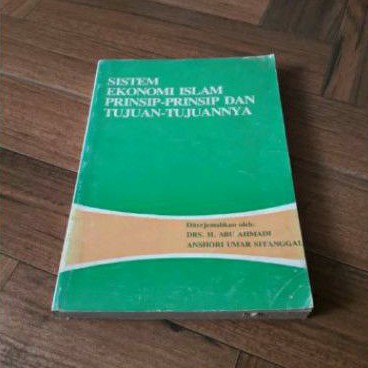 SISTEM
EKONOMI ISLAM
PRINSIP-PRINSIP DAN
TUJUAN-TUJUANNYA
Diterjemahkan oleh:
DRS. H. ABU AHMADI
ANSHORI UMAR SITANGGAL